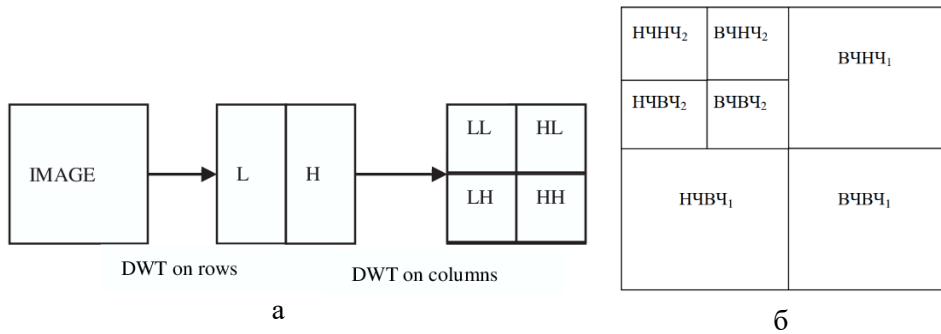 IMAGE
L
H
LL
HL
LH
HH
DWT on rows
DWT on columns
а
НЧНЧ₂
ВЧНЧ₂
ВЧНЧ₁
НЧВЧ₂
ВЧВЧ₂
НЧВЧ₁
ВЧВЧ₁
б